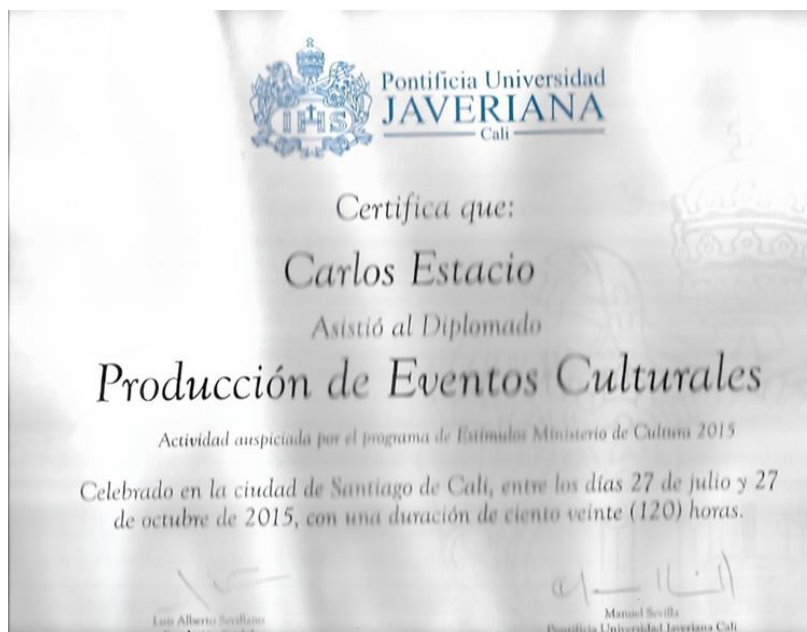 IHS
Pontificia Universidad
JAVERIANA
Cali
Certifica que:
Carlos Estacio
Asistió al Diplomado
Producción de Eventos Culturales
Actividad auspiciada por el programa de Estímulos Ministerio de Cultura 2015
Celebrado en la ciudad de Santiago de Cali, entre los días 27 de julio y 27
de octubre de 2015, con una duración de ciento veinte (120) horas.
Luis Alberto Sevillano
Manuel Sevilla
Pontificia Universidad Javeriana Cali